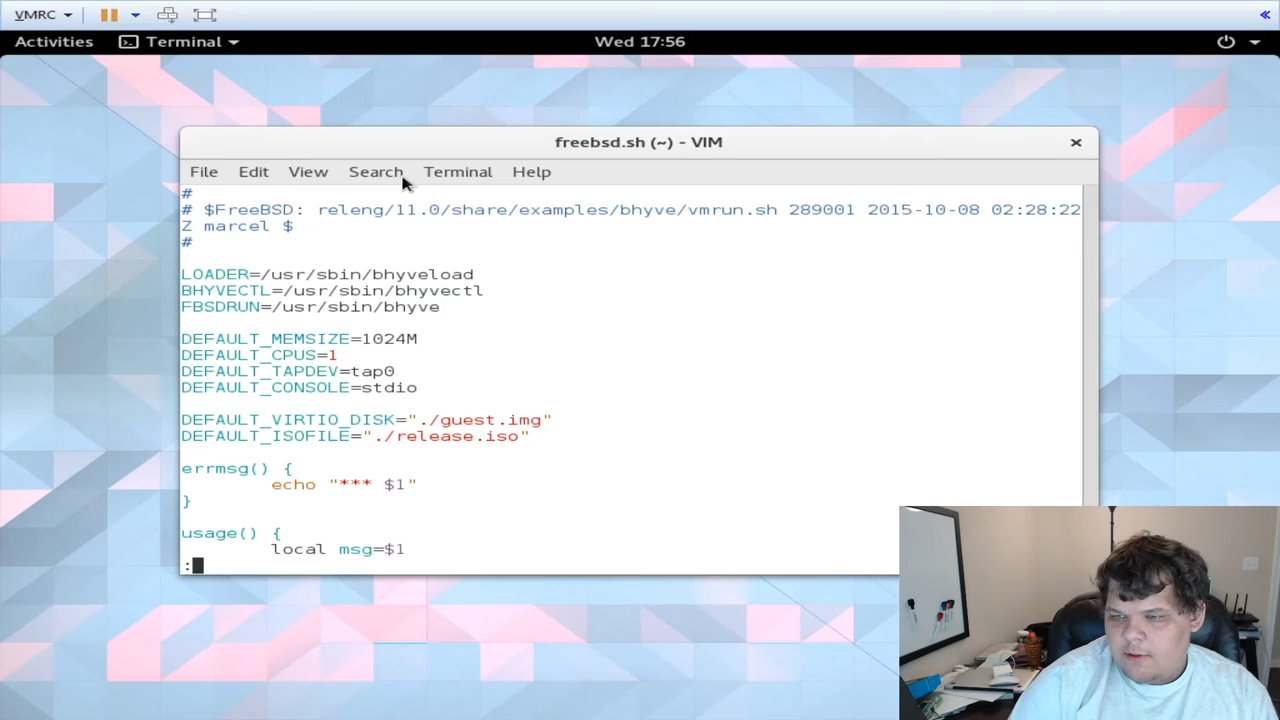 VMRC
«
Activities Terminal Wed 17:56
freebsd.sh (~) - VIM ×
File Edit View Search Terminal Help
#
# $FreeBSD: releng/11.0/share/examples/bhyve/vmrun.sh 289001 2015-10-08 02:28:22
Z marcel $
#
LOADER=/usr/sbin/bhyveload
BHYVECTL=/usr/sbin/bhyvectl
FBSDRUN=/usr/sbin/bhyve
DEFAULT_MEMSIZE=1024M
DEFAULT_CPUS=1
DEFAULT_TAPDEV=tap0
DEFAULT_CONSOLE=stdio
DEFAULT_VIRTIO_DISK="./guest.img"
DEFAULT_ISOFILE="./release.iso"
errmsg() {
echo "*** $1"
}
usage() {
local msg=$1
: